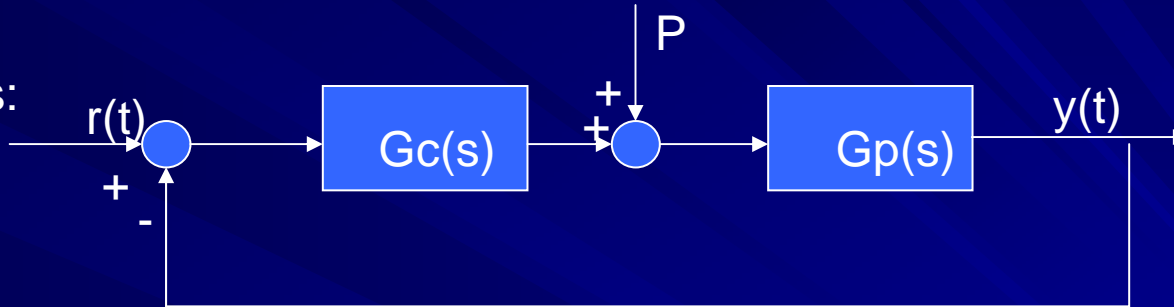 P
s:
r(t)
+
+
Gc(s)
Gp(s)
y(t)
+
-